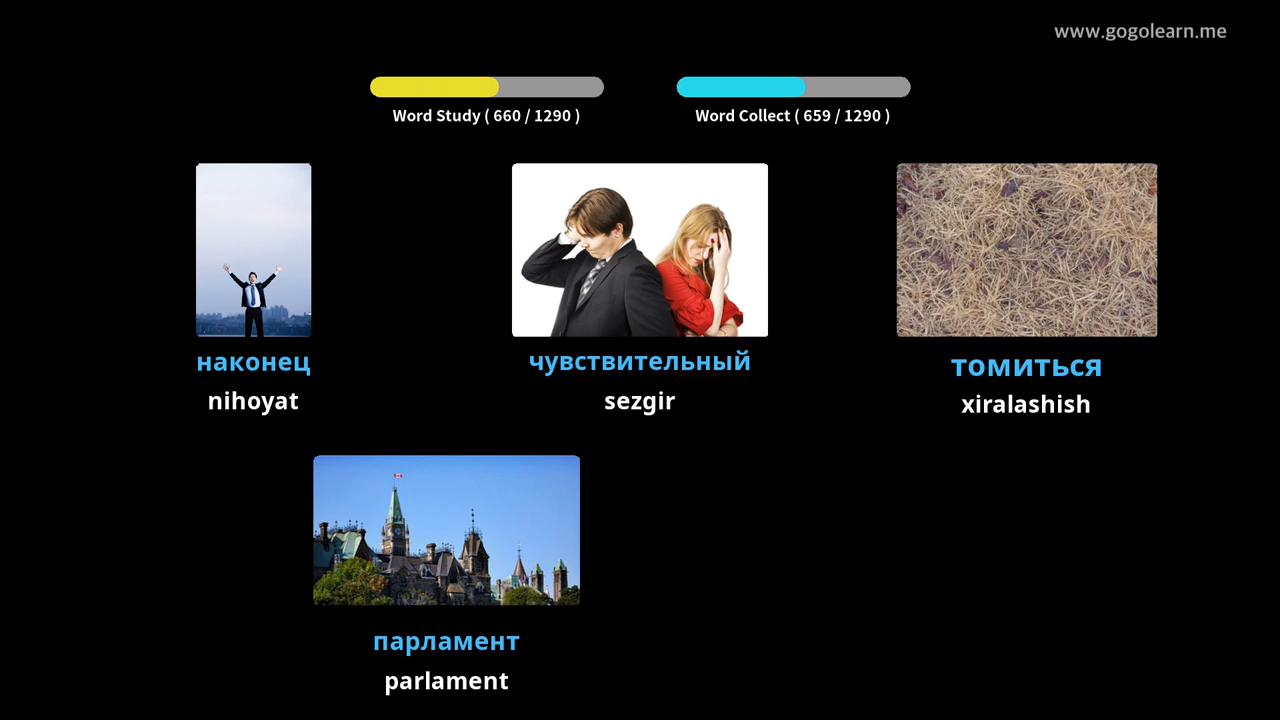 www.gogolearn.me
Word Study ( 660 / 1290 )
Word Collect ( 659 / 1290 )
наконец
nihoyat
чувствительный
sezgir
томиться
xiralashish
парламент
parlament